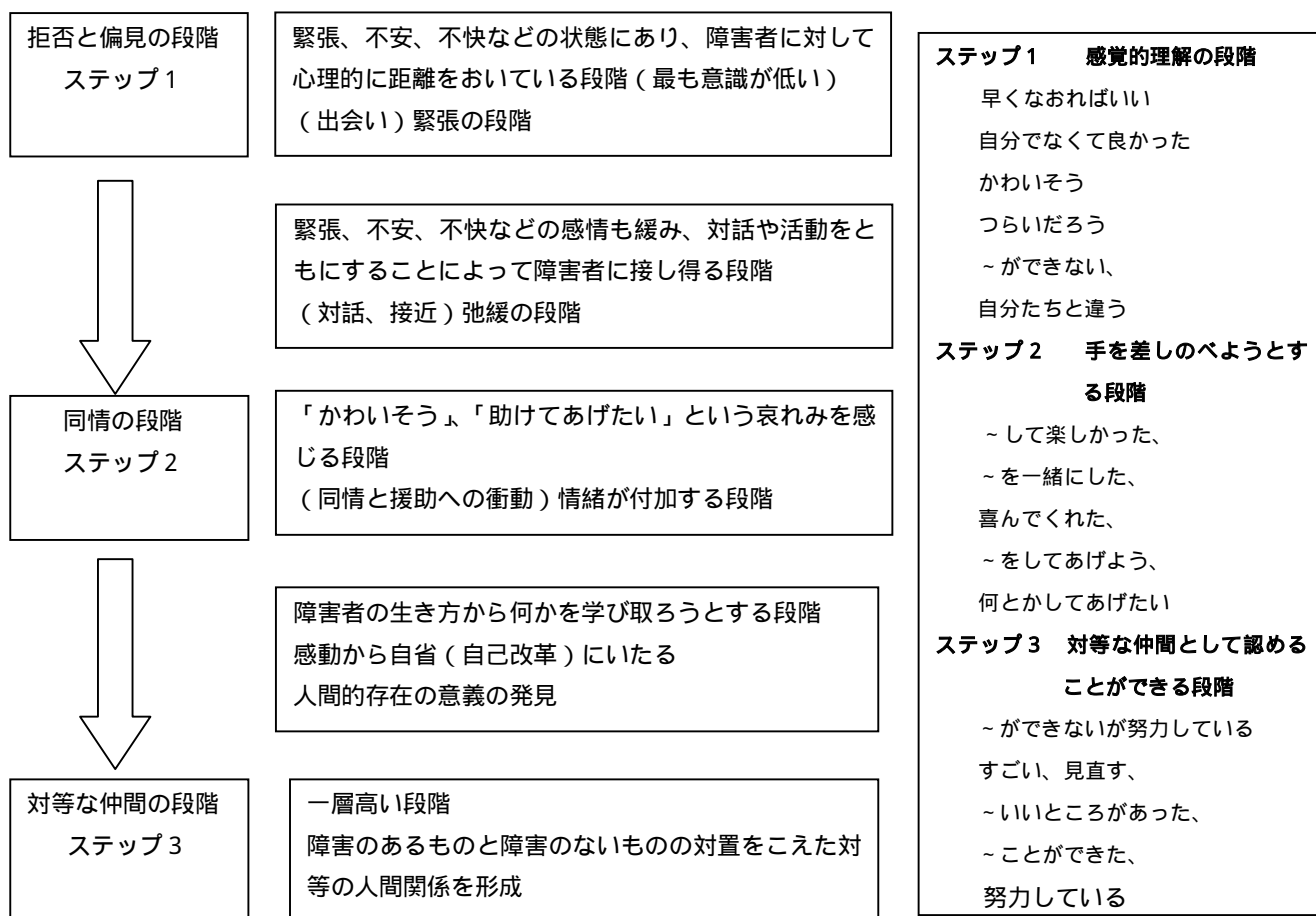 拒否と偏見の段階
ステップ1
緊張、不安、不快などの状態にあり、障害者に対して
心理的に距離をおいている段階(最も意識が低い)
(出会い)緊張の段階
緊張、不安、不快などの感情も緩み、対話や活動をと
もにすることによって障害者に接し得る段階
(対話、接近)弛緩の段階
同情の段階
ステップ2
「かわいそう」、「助けてあげたい」という哀れみを感
じる段階
(同情と援助への衝動)情緒が付加する段階
障害者の生き方から何かを学び取ろうとする段階
感動から自省(自己改革)にいたる
人間的存在の意義の発見
対等な仲間の段階
ステップ3
一層高い段階
障害のあるものと障害のないものの対置をこえた対
等の人間関係を形成
ステップ1 感覚的理解の段階
早くなおればいい
自分でなくて良かった
かわいそう
つらいだろう
~ができない、
自分たちと違う
ステップ2 手を差しのべようとす
る段階
~して楽しかった、
~を一緒にした、
喜んでくれた、
~をしてあげよう、
何とかしてあげたい
ステップ3 対等な仲間として認める
ことができる段階
~ができないが努力している
すごい、見直す、
~いいところがあった、
~ことができた、
努力している